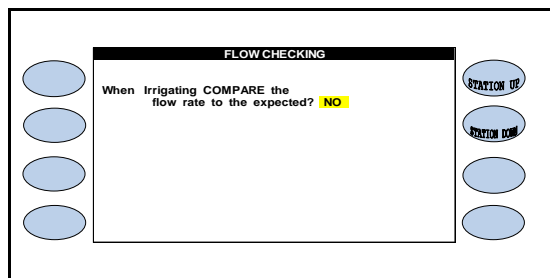 FLOW CHECKING
When Irrigating COMPARE the
flow rate to the expected? NO
STATION UP
STATION DOWN